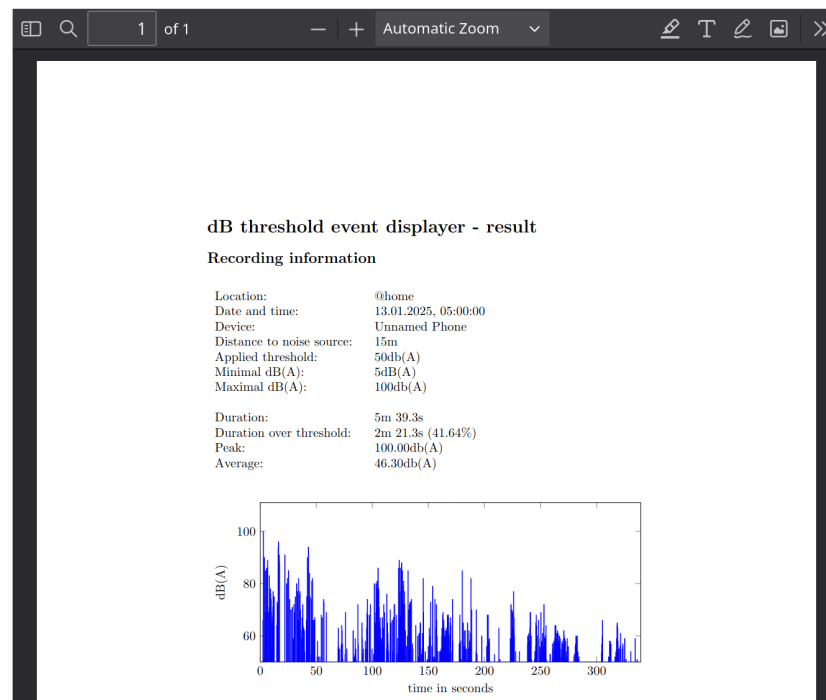 1 of 1
Automatic Zoom
dB threshold event displayer - result
Recording information
Location: @home
Date and time: 13.01.2025, 05:00:00
Device: Unnamed Phone
Distance to noise source: 15m
Applied threshold: 50db(A)
Minimal dB(A): 5dB(A)
Maximal dB(A): 100db(A)
Duration: 5m 39.3s
Duration over threshold: 2m 21.3s (41.64%)
Peak: 100.00db(A)
Average: 46.30db(A)
100
80
60
dB(A)
0 50 100 150 200 250 300
time in seconds